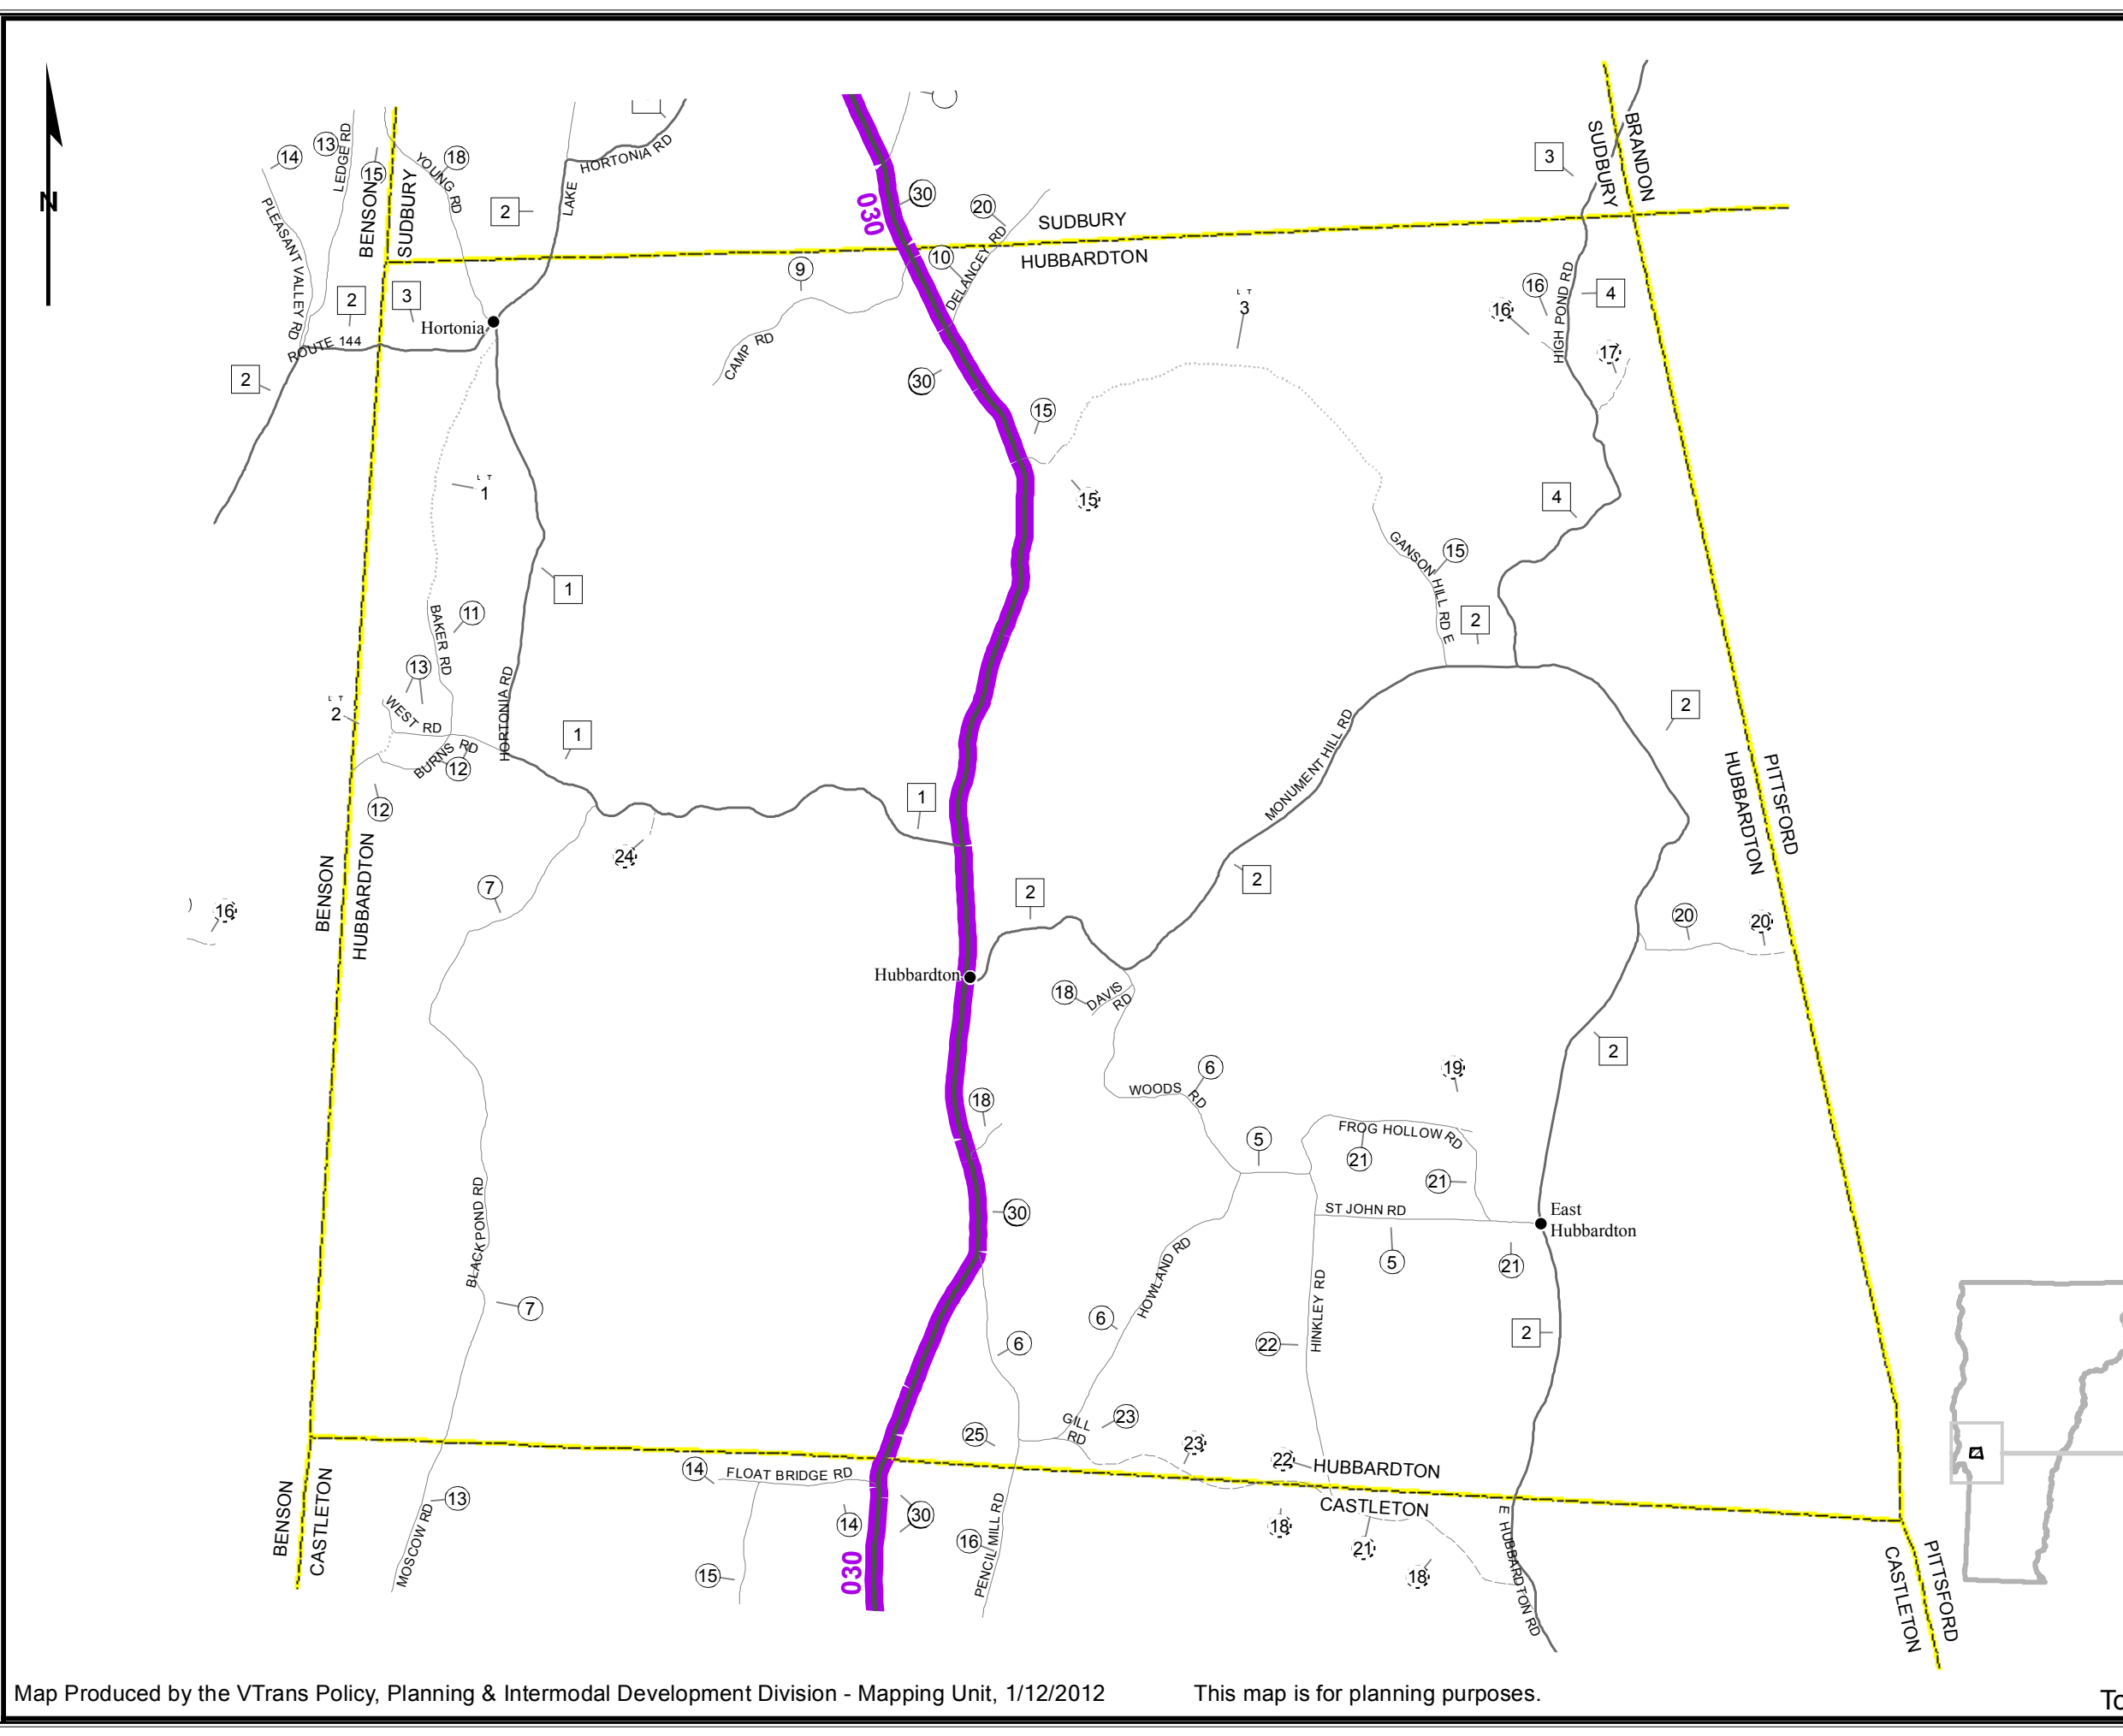 14
13
LEDGE RD
15
BENSON
SUDBURY
YOUNG RD
18
2
LAKE
HORTONIA RD
030
30
20
SUDBURY
HUBBARDTON
10
DELANCEY RD
9
CAMP RD
30
3
SUDBURY
BRANDON
N
PLEASANT VALLEY RD
2
3
Hortonia
ROUTE 144
2
L T
3
16
16
HIGH POND RD
4
17
15
15
L T
1
1
4
GANSON HILL RD E
15
2
BAKER RD
11
13
WEST RD
L T
2
BURNS RD
12
12
HORTONIA RD
1
1
24
BENSON
HUBBARDTON
16
7
MONUMENT HILL RD
2
2
2
HUBBARDTON
PITTSFORD
20
20
Hubbardton
18
DAVIS
RD
2
WOODS RD
6
19
18
5
FROG HOLLOW RD
21
21
ST JOHN RD
East
Hubbardton
30
5
21
BLACK POND RD
7
HOWLAND RD
6
6
HINKLEY RD
22
2
GILL
RD
23
25
23
22
HUBBARDTON
CASTLETON
BENSON
CASTLETON
14
FLOAT BRIDGE RD
13
MOSCOW RD
14
30
030
15
16
PENCIL MILL RD
18
21
18
E HUBBARDTON RD
CASTLETON
PITTSFORD
Map Produced by the VTrans Policy, Planning & Intermodal Development Division - Mapping Unit, 1/12/2012
This map is for planning purposes.
To